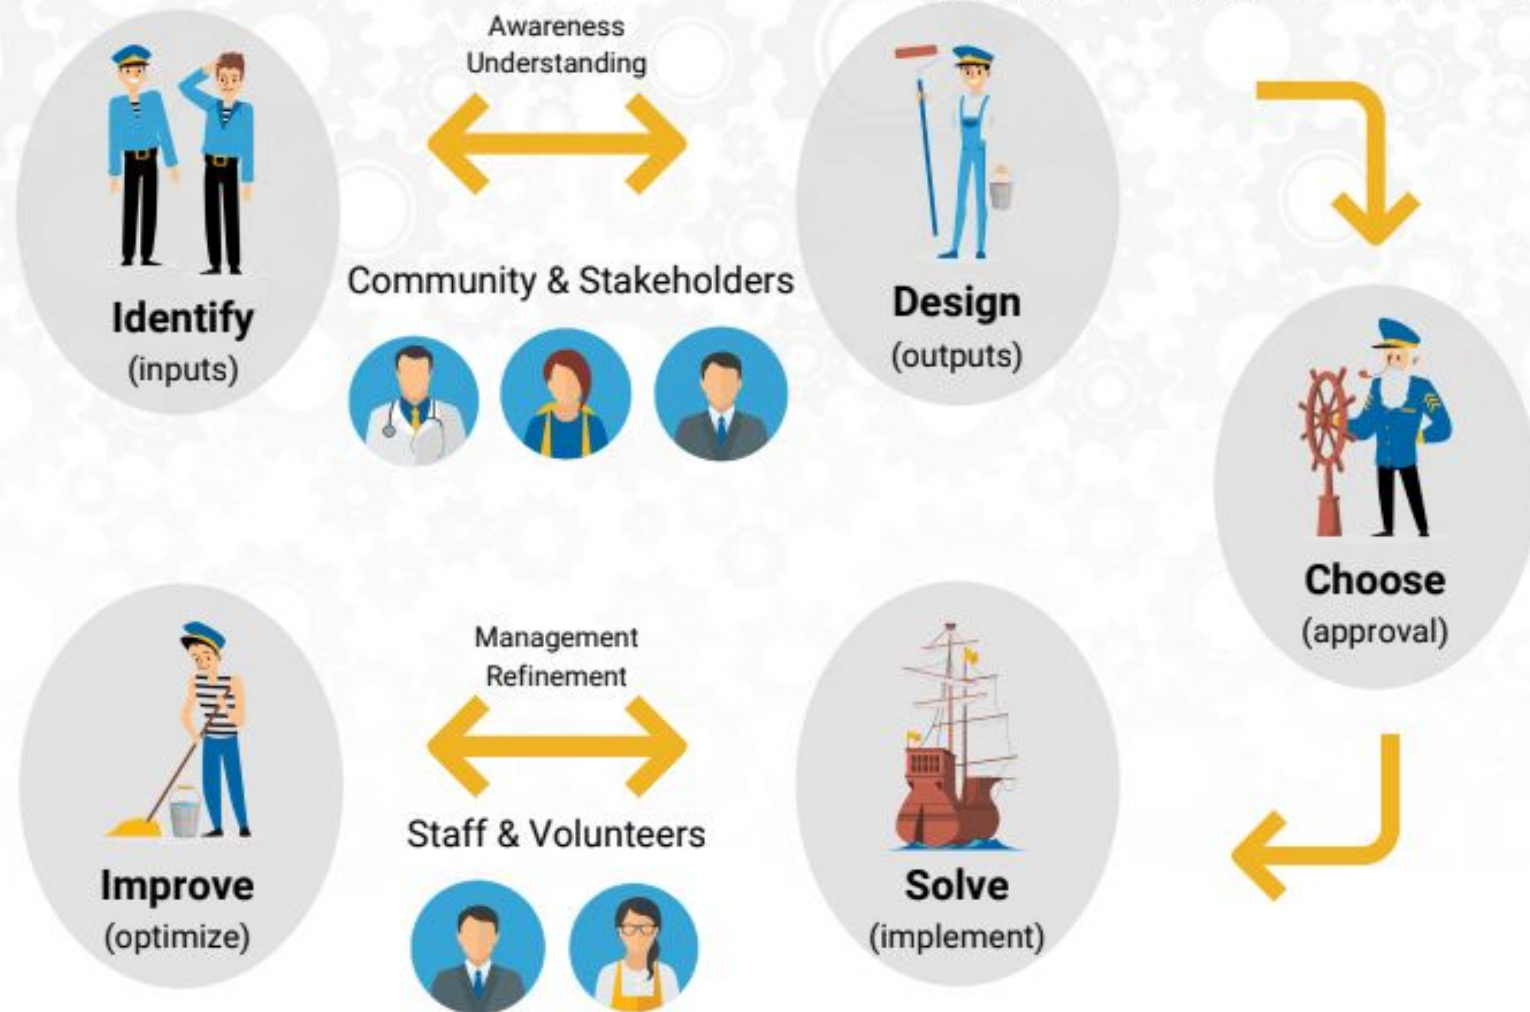 Awareness
Understanding
Identify
(inputs)
Community & Stakeholders
Design
(outputs)
Choose
(approval)
Solve
(implement)
Management
Refinement
Staff & Volunteers
Improve
(optimize)